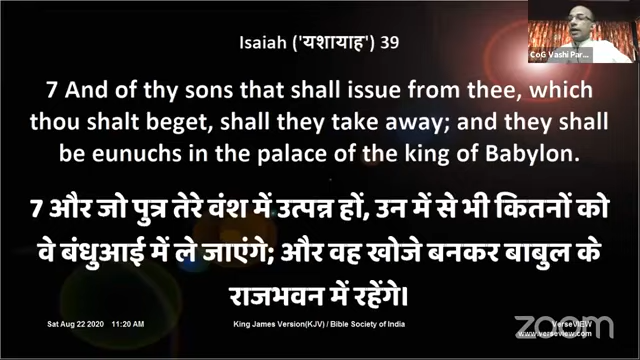 Isaiah ('यशायाह') 39
CoG Vashi Par...
7 And of thy sons that shall issue from thee, which
thou shalt beget, shall they take away; and they shall
be eunuchs in the palace of the king of Babylon.
7 और जो पुत्र तेरे वंश में उत्पन्न हों, उन में से भी कितनों को
वे बंधुआई में ले जाएंगे; और वह खोजे बनकर बाबुल के
राजभवन में रहेंगे।
Sat Aug 22 2020 11:20 AM
King James Version(KJV) / Bible Society of India
VerseVIEW
www.verseview.info
zoom